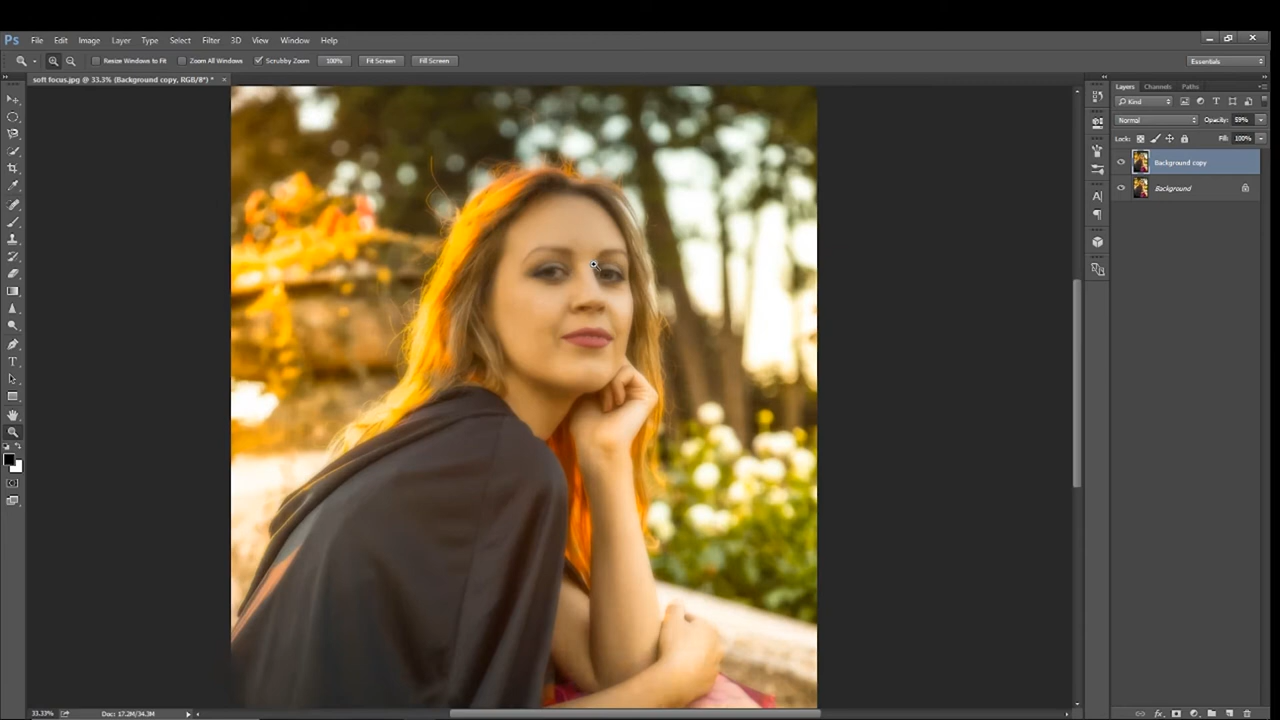 Ps File Edit Image Layer Type Select Filter 3D View Window Help
Resize Windows to Fit Zoom All Windows Scrubby Zoom 100% Fit Screen Fill Screen Essentials
soft focus.jpg @ 33.3% (Background copy, RGB/8*) * ×
Layers Channels Paths
Kind T
Normal Opacity: 59%
Lock: Fill: 100%
Background copy
Background
33.33% Doc: 17.2M/34.3M